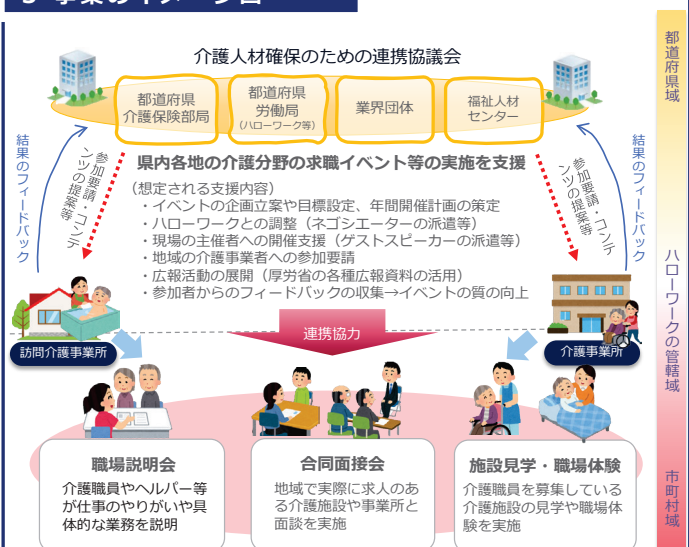 3 事業のイメージ図
介護人材確保のための連携協議会
都道府県
介護保険部局
都道府県
労働局
(ハローワーク等)
業界団体
福祉人材
センター
結果のフィードバック
参加要請・コンテ
ンツの提案等
県内各地の介護分野の求職イベント等の実施を支援
(想定される支援内容)
・イベントの企画立案や目標設定、年間開催計画の策定
・ハローワークとの調整(ネゴシエーターの派遣等)
・現場の主催者への開催支援(ゲストスピーカーの派遣等)
・地域の介護事業者への参加要請
・広報活動の展開(厚労省の各種広報資料の活用)
・参加者からのフィードバックの収集→イベントの質の向上
参加要請・コンテ
ンツの提案等
結果のフィードバック
訪問介護事業所
連携協力
介護事業所
職場説明会
介護職員やヘルパー等
が仕事のやりがいや具
体的な業務を説明
合同面接会
地域で実際に求人のあ
る介護施設や事業所と
面談を実施
施設見学・職場体験
介護職員を募集している
介護施設の見学や職場体
験を実施
都道府県域
ハローワークの管轄域
市町村域